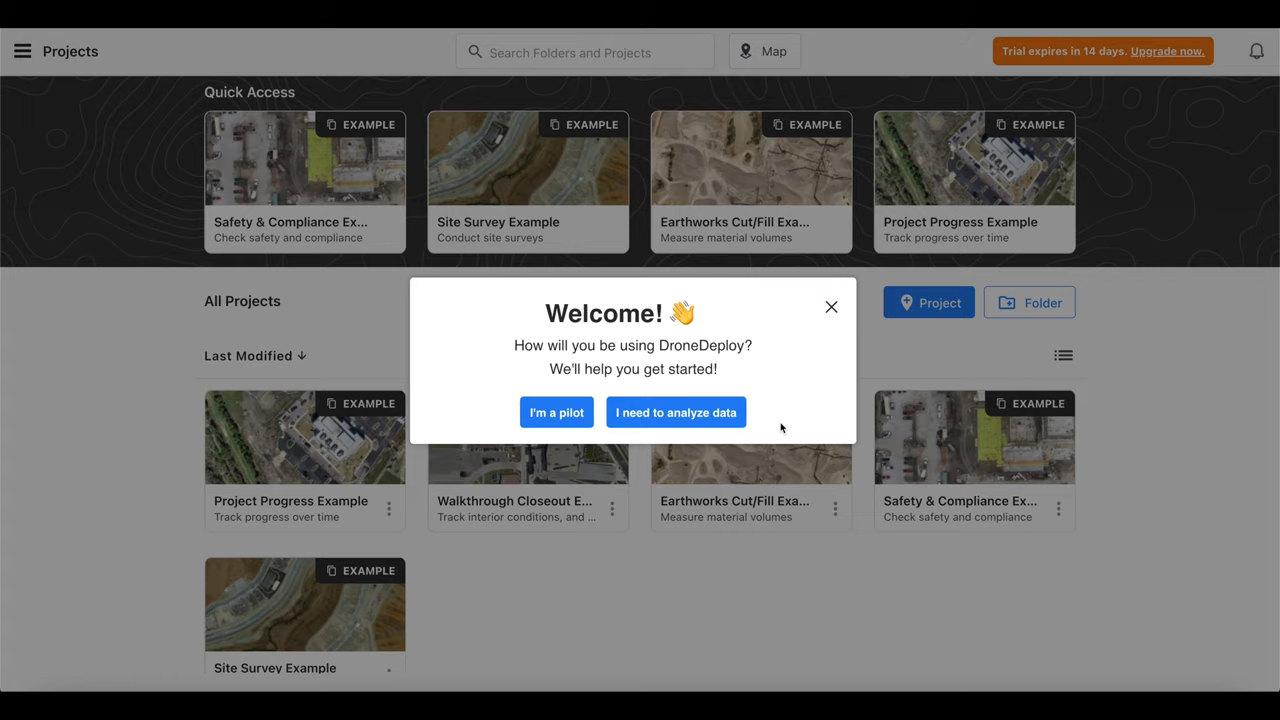 Projects
Search Folders and Projects
Map
Trial expires in 14 days. Upgrade now.
Quick Access
EXAMPLE
EXAMPLE
EXAMPLE
EXAMPLE
Safety & Compliance Ex...
Check safety and compliance
Site Survey Example
Conduct site surveys
Earthworks Cut/Fill Exa...
Measure material volumes
Project Progress Example
Track progress over time
All Projects
Project
Folder
Welcome! 👋
How will you be using DroneDeploy?
We'll help you get started!
I'm a pilot
I need to analyze data
Last Modified ↓
EXAMPLE
EXAMPLE
Project Progress Example
Track progress over time
Walkthrough Closeout E...
Track interior conditions, and ...
Earthworks Cut/Fill Exa...
Measure material volumes
Safety & Compliance Ex...
Check safety and compliance
EXAMPLE
Site Survey Example